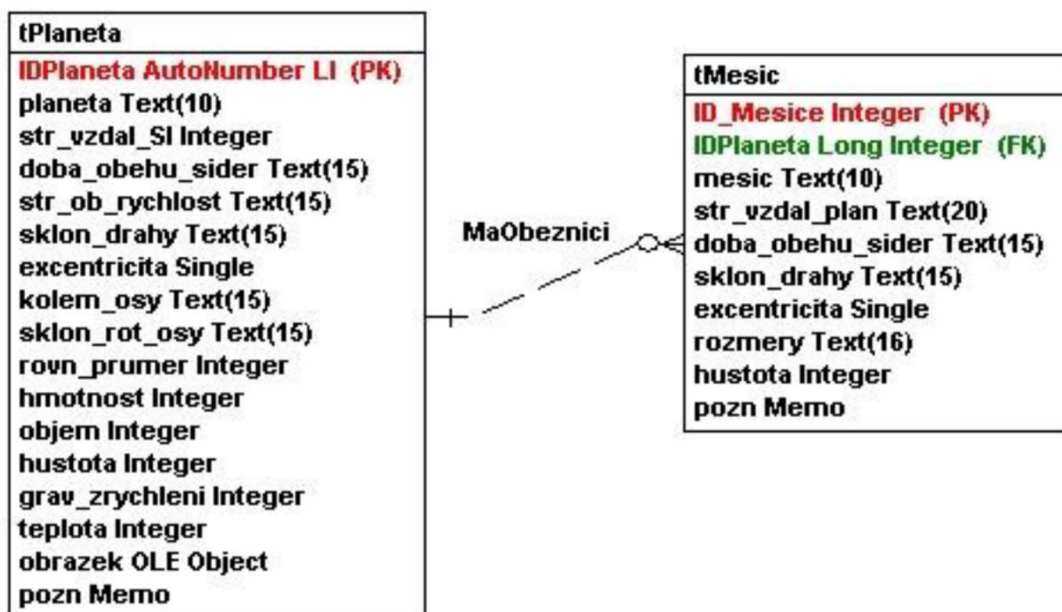 tPlaneta
IDPlaneta AutoNumber LI (PK)
planeta Text(10)
str_vzdal_Sl Integer
doba_obehu_sider Text(15)
str_ob_rychlost Text(15)
sklon_drahy Text(15)
excentricita Single
kolem_osy Text(15)
sklon_rot_osy Text(15)
rovn_prumer Integer
hmotnost Integer
objem Integer
hustota Integer
grav_zrychleni Integer
teplota Integer
obrazek OLE Object
pozn Memo
MaObeznici
tMesic
ID_Mesice Integer (PK)
IDPlaneta Long Integer (FK)
mesic Text(10)
str_vzdal_plan Text(20)
doba_obehu_sider Text(15)
sklon_drahy Text(15)
excentricita Single
rozmery Text(16)
hustota Integer
pozn Memo